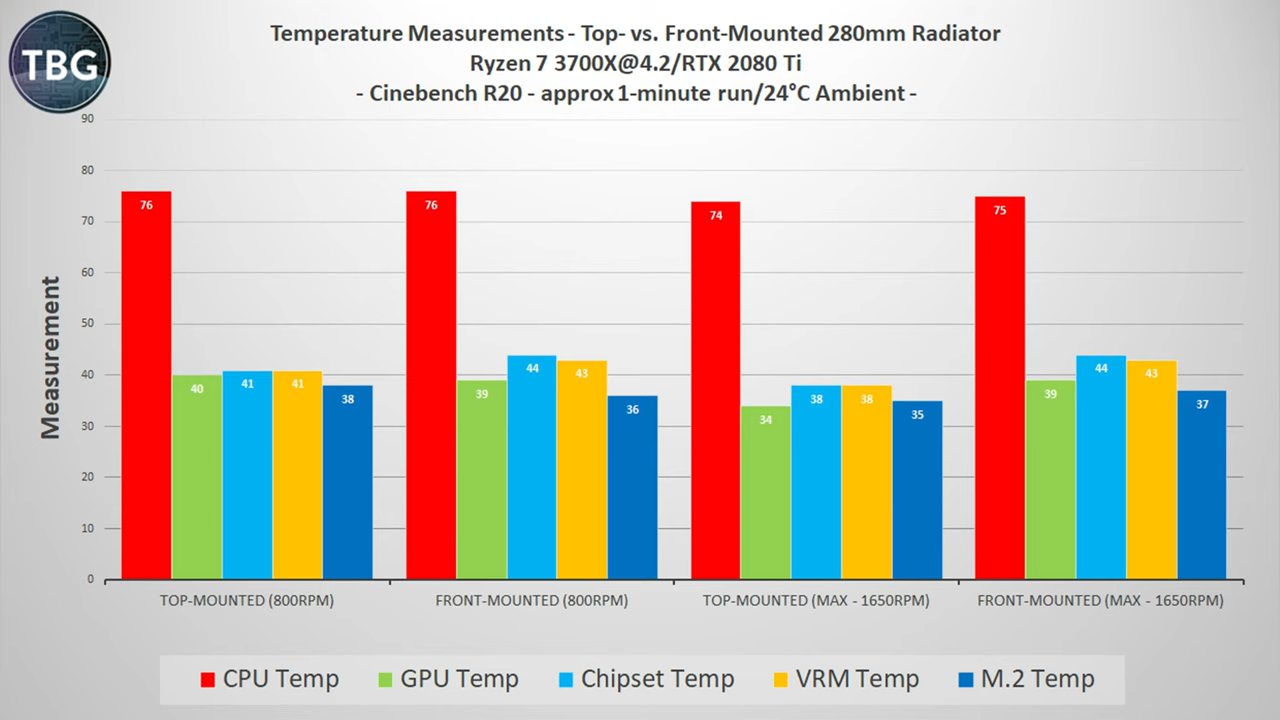 TBG
Temperature Measurements - Top- vs. Front-Mounted 280mm Radiator
Ryzen 7 3700X@4.2/RTX 2080 Ti
- Cinebench R20 - approx 1-minute run/24°C Ambient -
Measurement
90
80
70
60
50
40
30
20
10
0
76 40 41 41 38
76 39 44 43 36
74 34 38 38 35
75 39 44 43 37
TOP-MOUNTED (800RPM) FRONT-MOUNTED (800RPM) TOP-MOUNTED (MAX - 1650RPM) FRONT-MOUNTED (MAX - 1650RPM)
CPU Temp GPU Temp Chipset Temp VRM Temp M.2 Temp